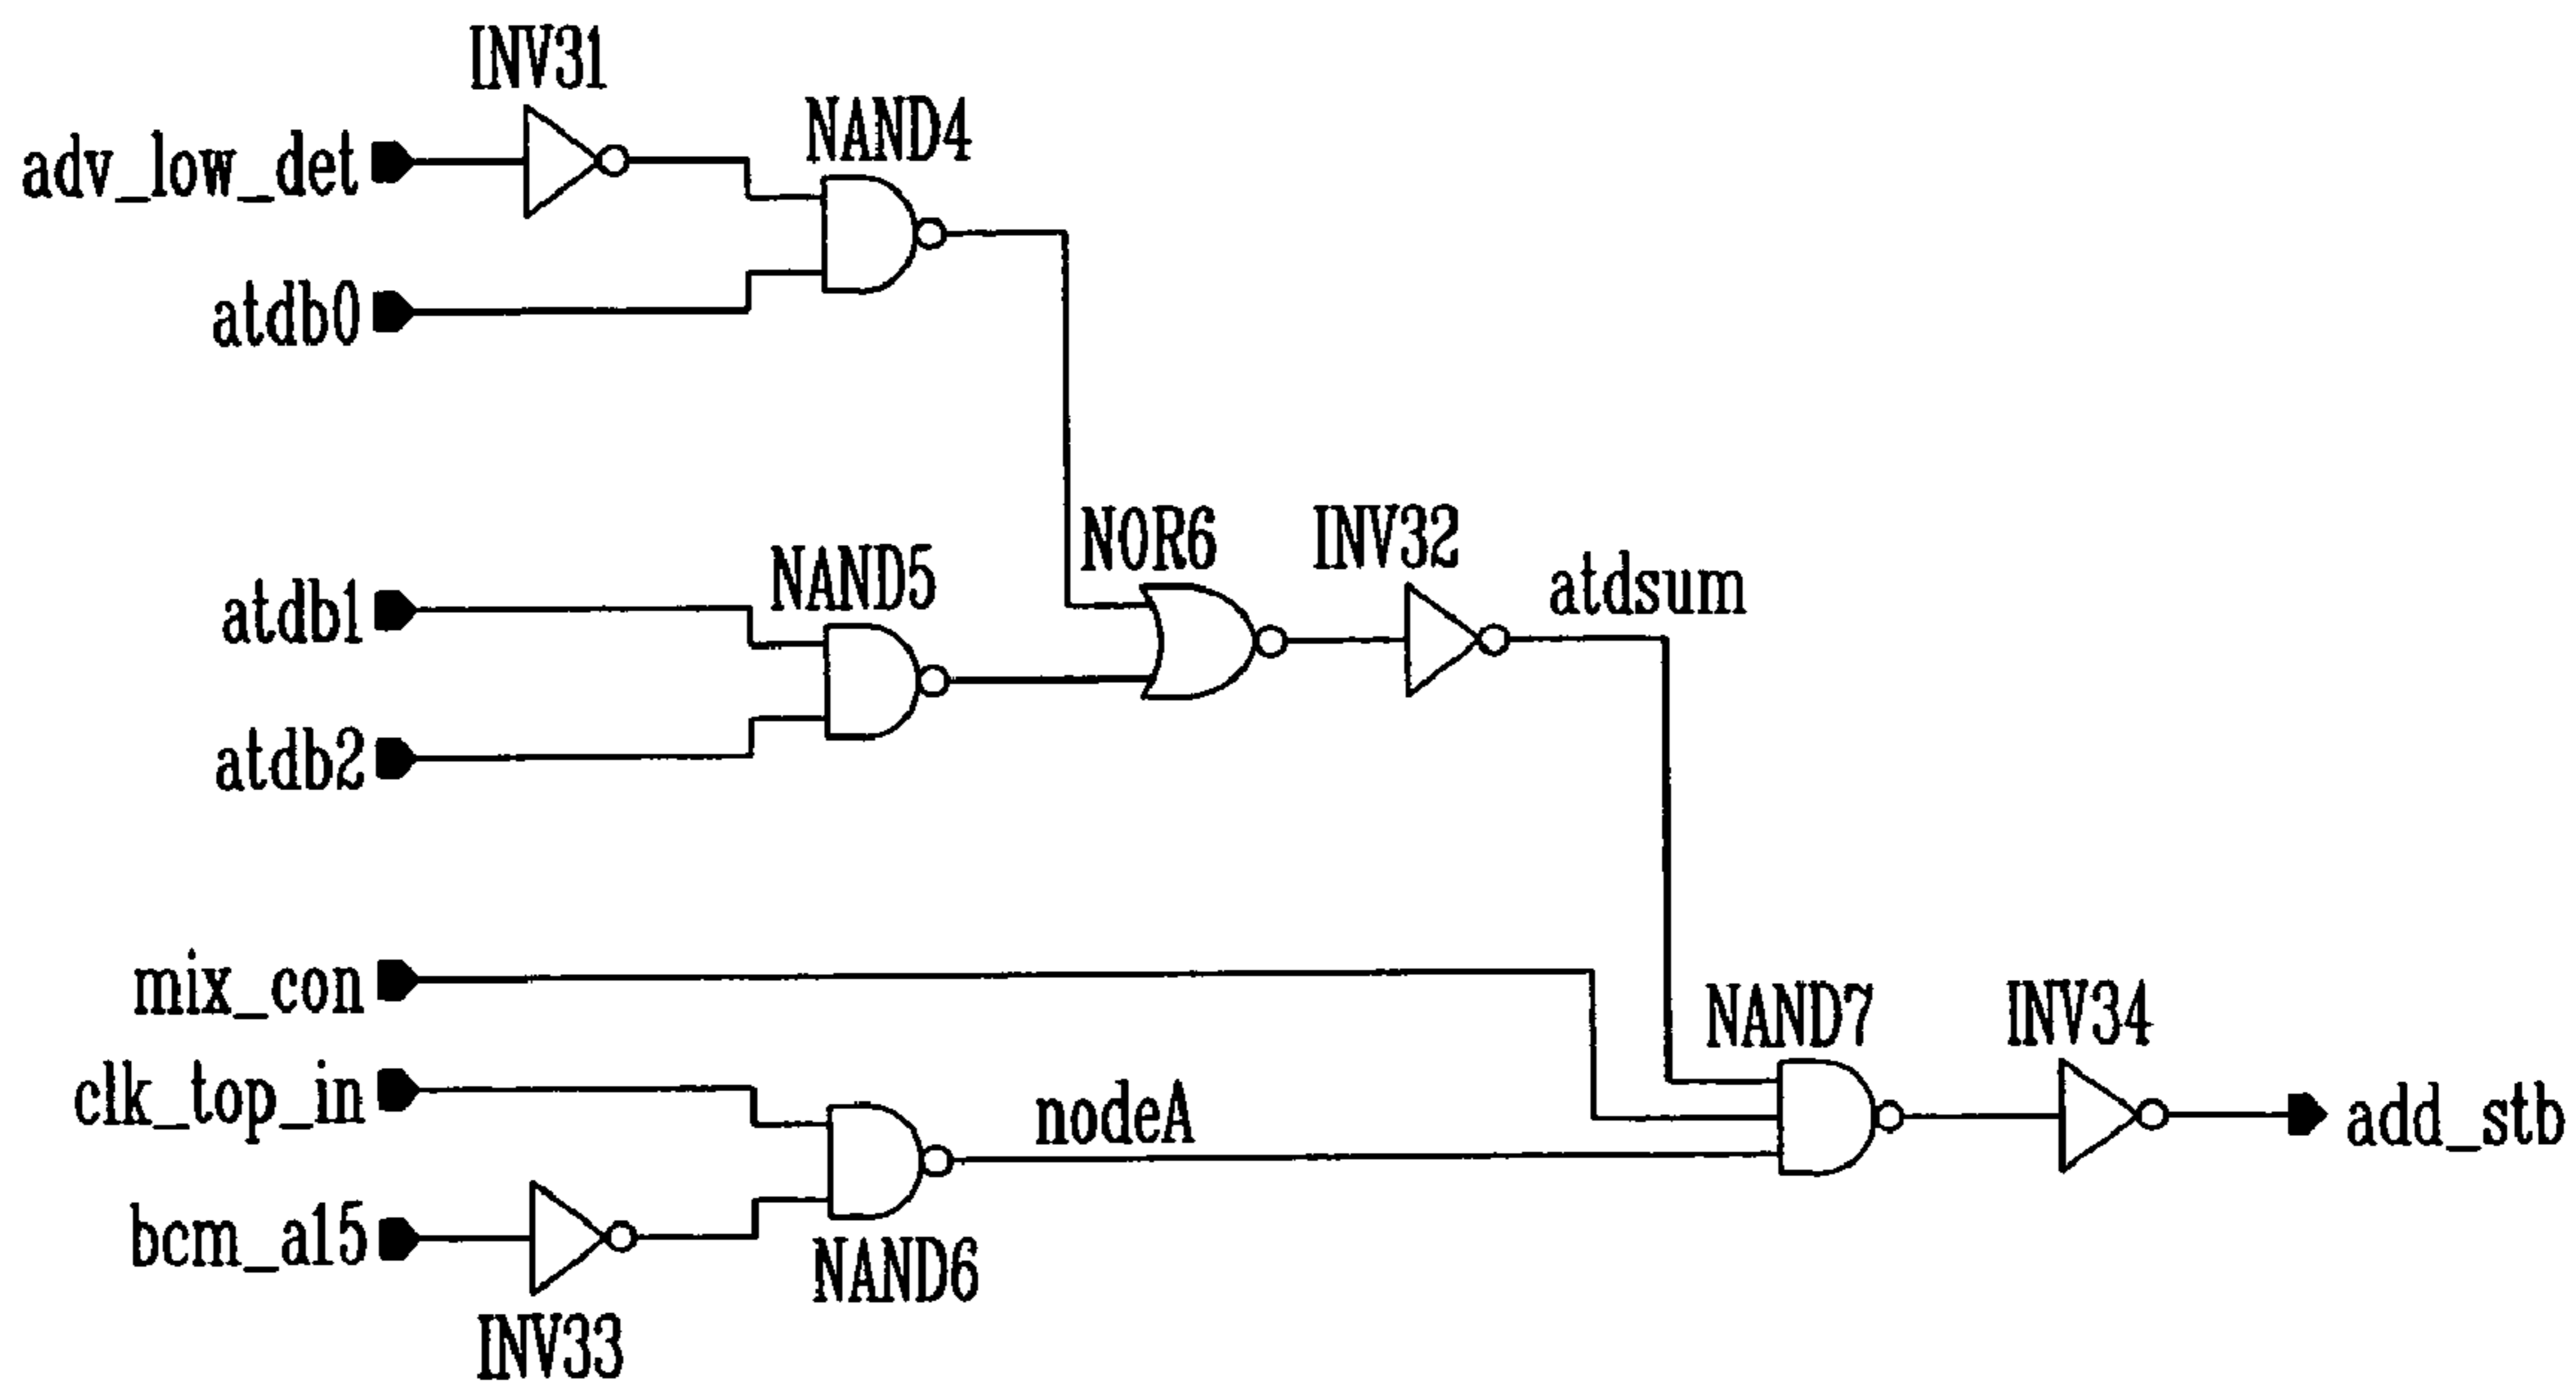 INV31
NAND4
adv_low_det
atdb0
NOR6
INV32
NAND5
atdsum
atdb1
atdb2
mix_con
NAND7
INV34
clk_top_in
nodeA
add_stb
bcm_a15
NAND6
INV33